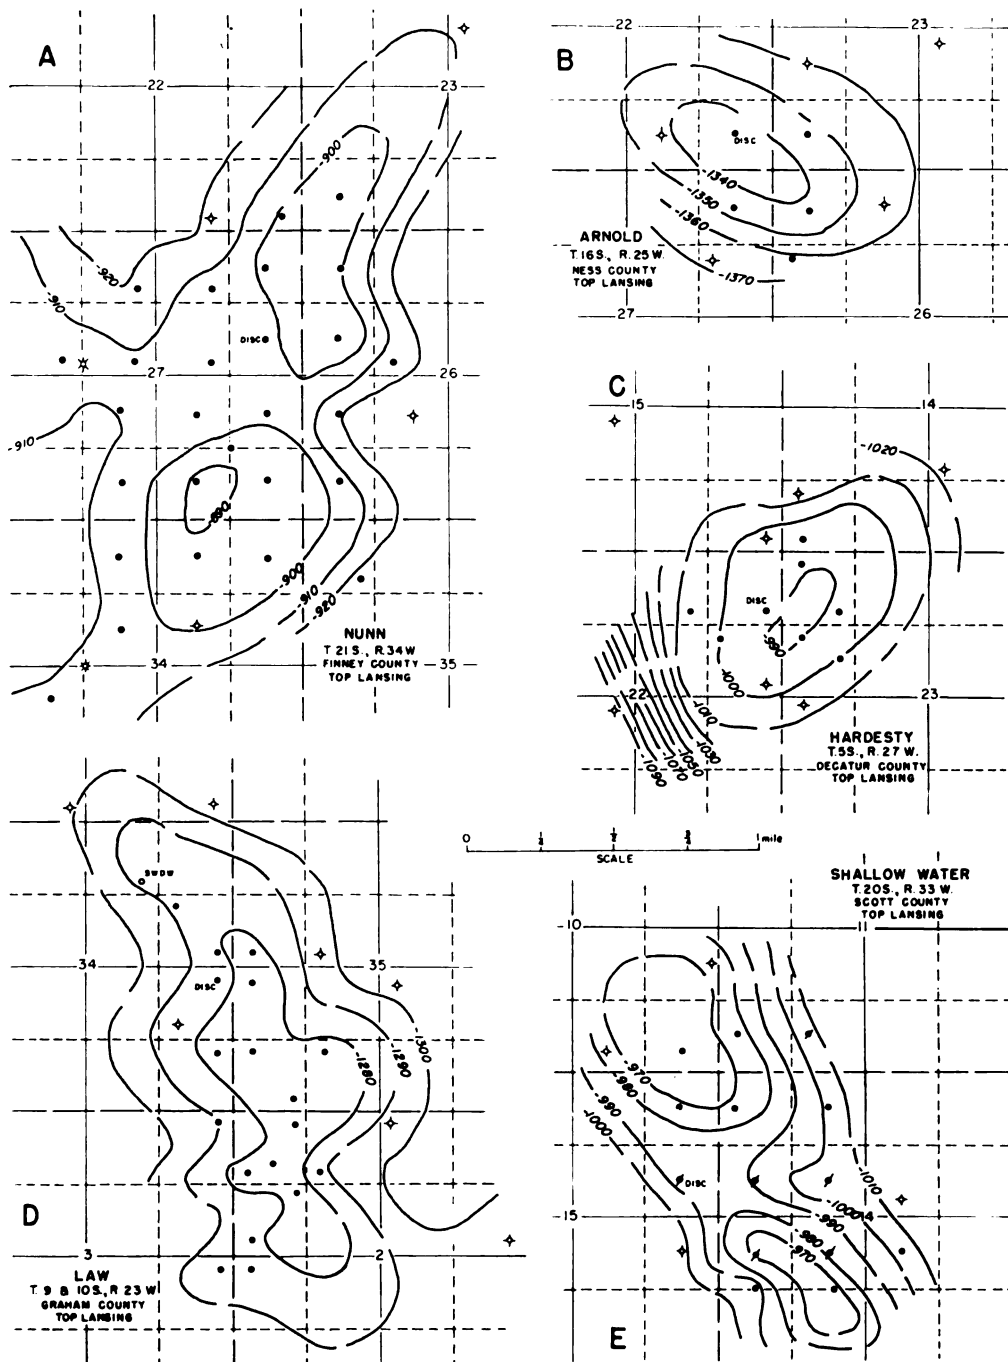 A
22
23
-900
-920
-910
DISC
27
26
-910
-890
-900
-910
-920
NUNN
T. 21 S., R. 34 W
FINNEY COUNTY
TOP LANSING
34
35
B
22
23
DISC
-1340
-1350
-1360
-1370
ARNOLD
T. 16 S., R. 25 W.
NESS COUNTY
TOP LANSING
27
26
C
15
14
-1020
DISC
-990
-1000
22
23
-1010
-1030
-1050
-1070
-1090
HARDESTY
T. 5 S., R. 27 W.
DECATUR COUNTY
TOP LANSING
0
1 mile
SCALE
SWDW
34
35
DISC
-1300
-1290
-1280
D
3
2
LAW
T. 9 & 10 S., R 23 W
GRAHAM COUNTY
TOP LANSING
SHALLOW WATER
T. 20 S., R. 33 W.
SCOTT COUNTY
TOP LANSING
10
11
-970
-980
-990
-1000
DISC
-1010
-1000
15
-990
-980
-970
E